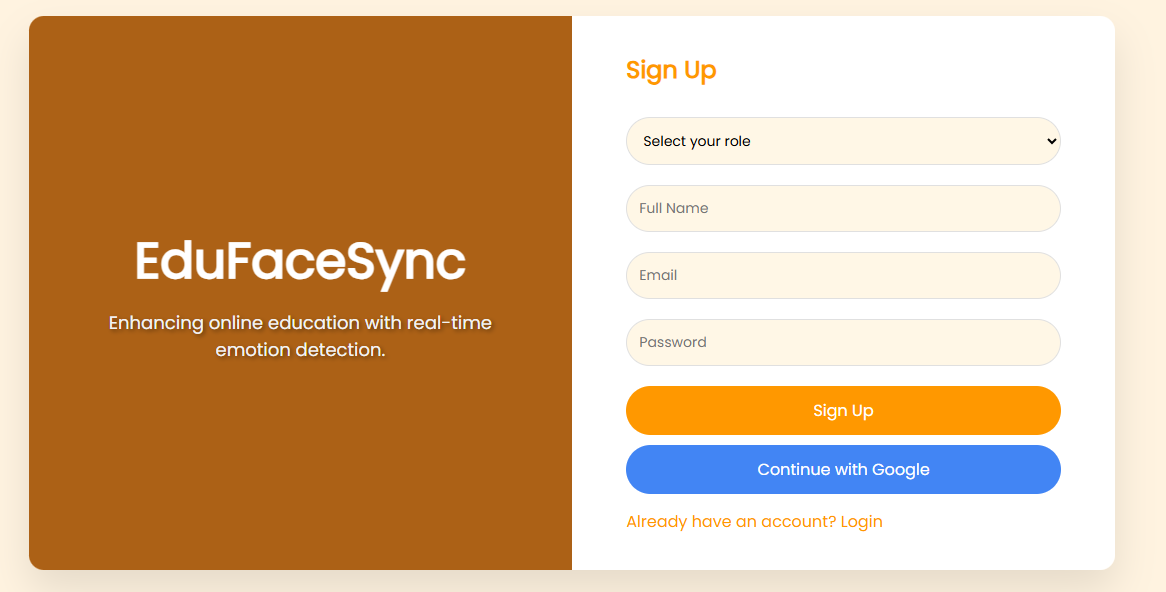 EduFaceSync
Enhancing online education with real-time
emotion detection.
Sign Up
Select your role
Full Name
Email
Password
Sign Up
Continue with Google
Already have an account? Login